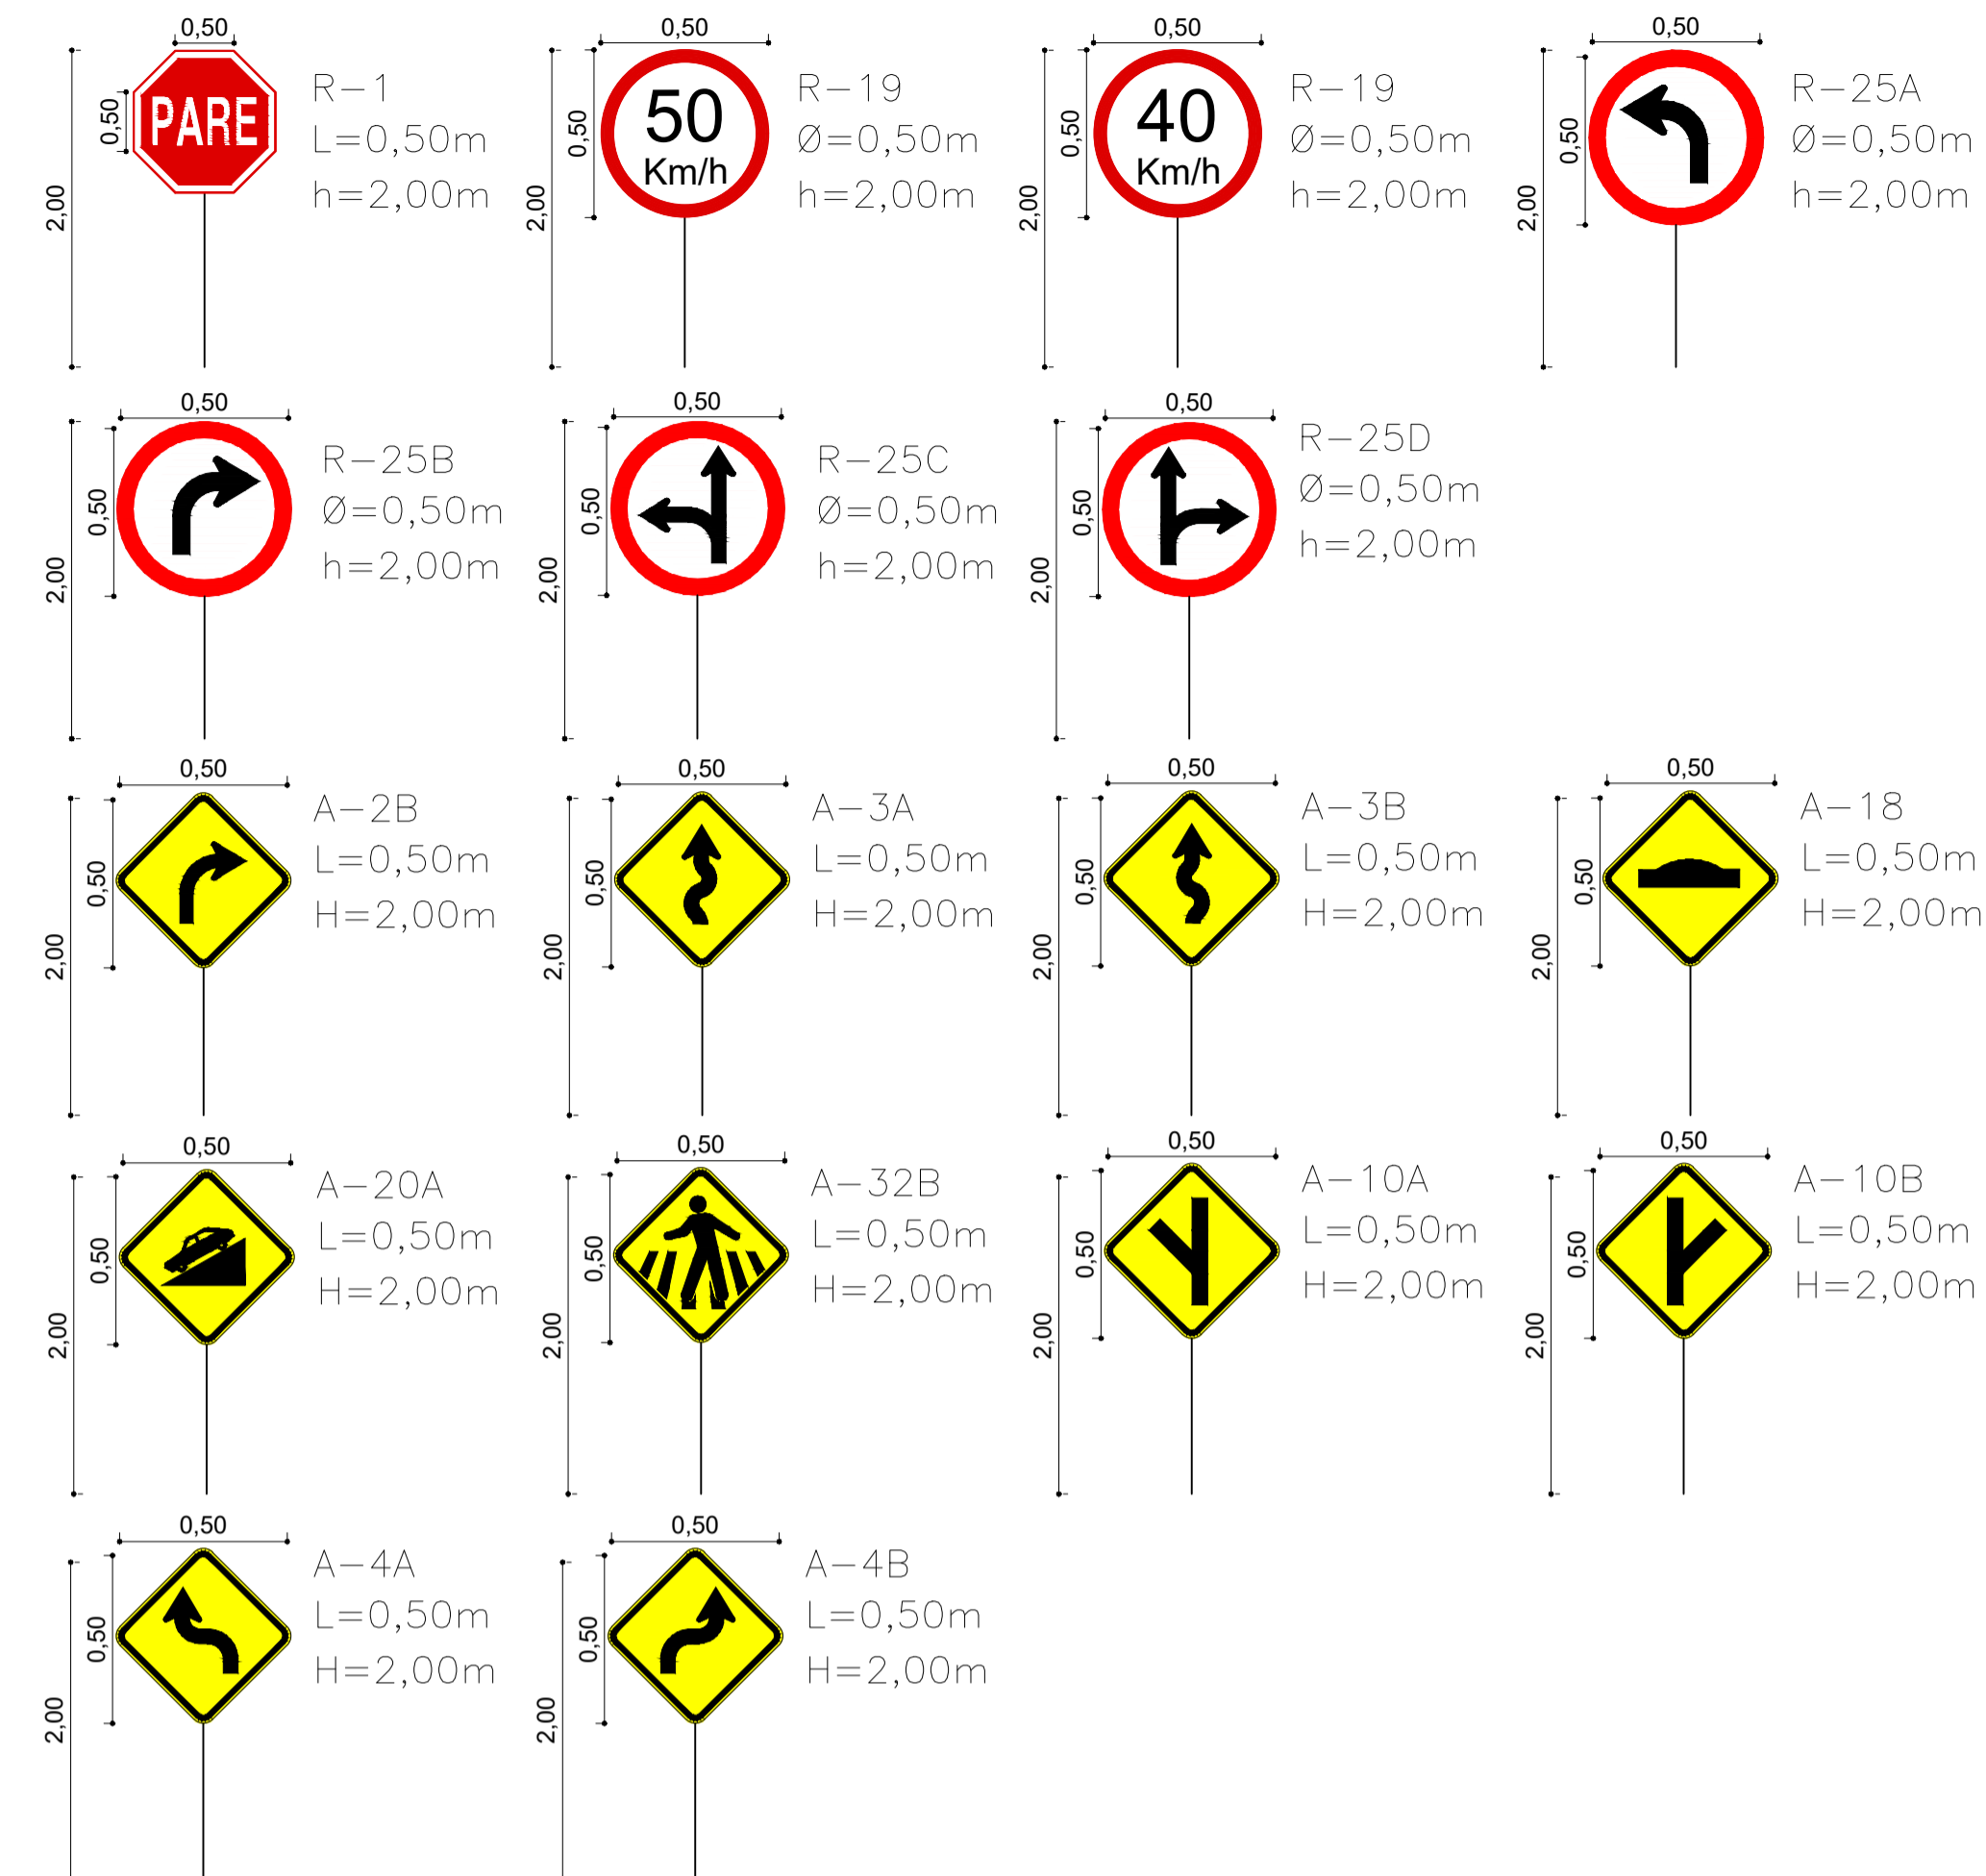 0,50
0,50
2,00
PARE
R-1
L=0,50m
h=2,00m
0,50
0,50
2,00
50
Km/h
R-19
Ø=0,50m
h=2,00m
0,50
0,50
2,00
40
Km/h
R-19
Ø=0,50m
h=2,00m
0,50
0,50
2,00
R-25A
Ø=0,50m
h=2,00m
0,50
0,50
2,00
R-25B
Ø=0,50m
h=2,00m
0,50
0,50
2,00
R-25C
Ø=0,50m
h=2,00m
0,50
0,50
2,00
R-25D
Ø=0,50m
h=2,00m
0,50
0,50
2,00
A-2B
L=0,50m
H=2,00m
0,50
0,50
2,00
A-3A
L=0,50m
H=2,00m
0,50
0,50
2,00
A-3B
L=0,50m
H=2,00m
0,50
0,50
2,00
A-18
L=0,50m
H=2,00m
0,50
0,50
2,00
A-20A
L=0,50m
H=2,00m
0,50
0,50
2,00
A-32B
L=0,50m
H=2,00m
0,50
0,50
2,00
A-10A
L=0,50m
H=2,00m
0,50
0,50
2,00
A-10B
L=0,50m
H=2,00m
0,50
0,50
2,00
A-4A
L=0,50m
H=2,00m
0,50
0,50
2,00
A-4B
L=0,50m
H=2,00m